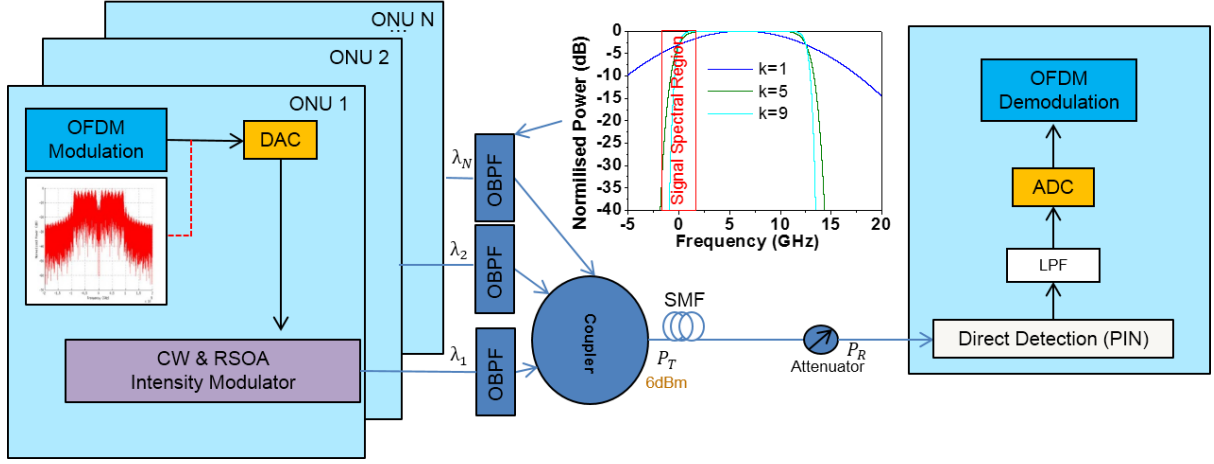 ONU N
...
ONU 2
ONU 1
OFDM
Modulation
DAC
CW & RSOA
Intensity Modulator
λN
OBPF
λ2
OBPF
λ1
OBPF
Coupler
Normilised Power (dB)
0
-5
-10
-15
-20
-25
-30
-35
-40
Signal Spectral Region
k=1
k=5
k=9
-5
0
5
10
15
20
Frequency (GHz)
SMF
PT
6dBm
Attenuator
PR
OFDM
Demodulation
ADC
LPF
Direct Detection (PIN)